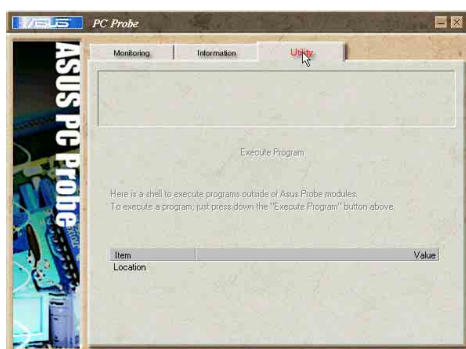 ASUS
PC Probe
ASUS PC Probe
Monitoring
Information
Utility
Execute Program
Here is a shell to execute programs outside of Asus Probe modules.
To execute a program, just press down the "Execute Program" button above.
Item
Value
Location